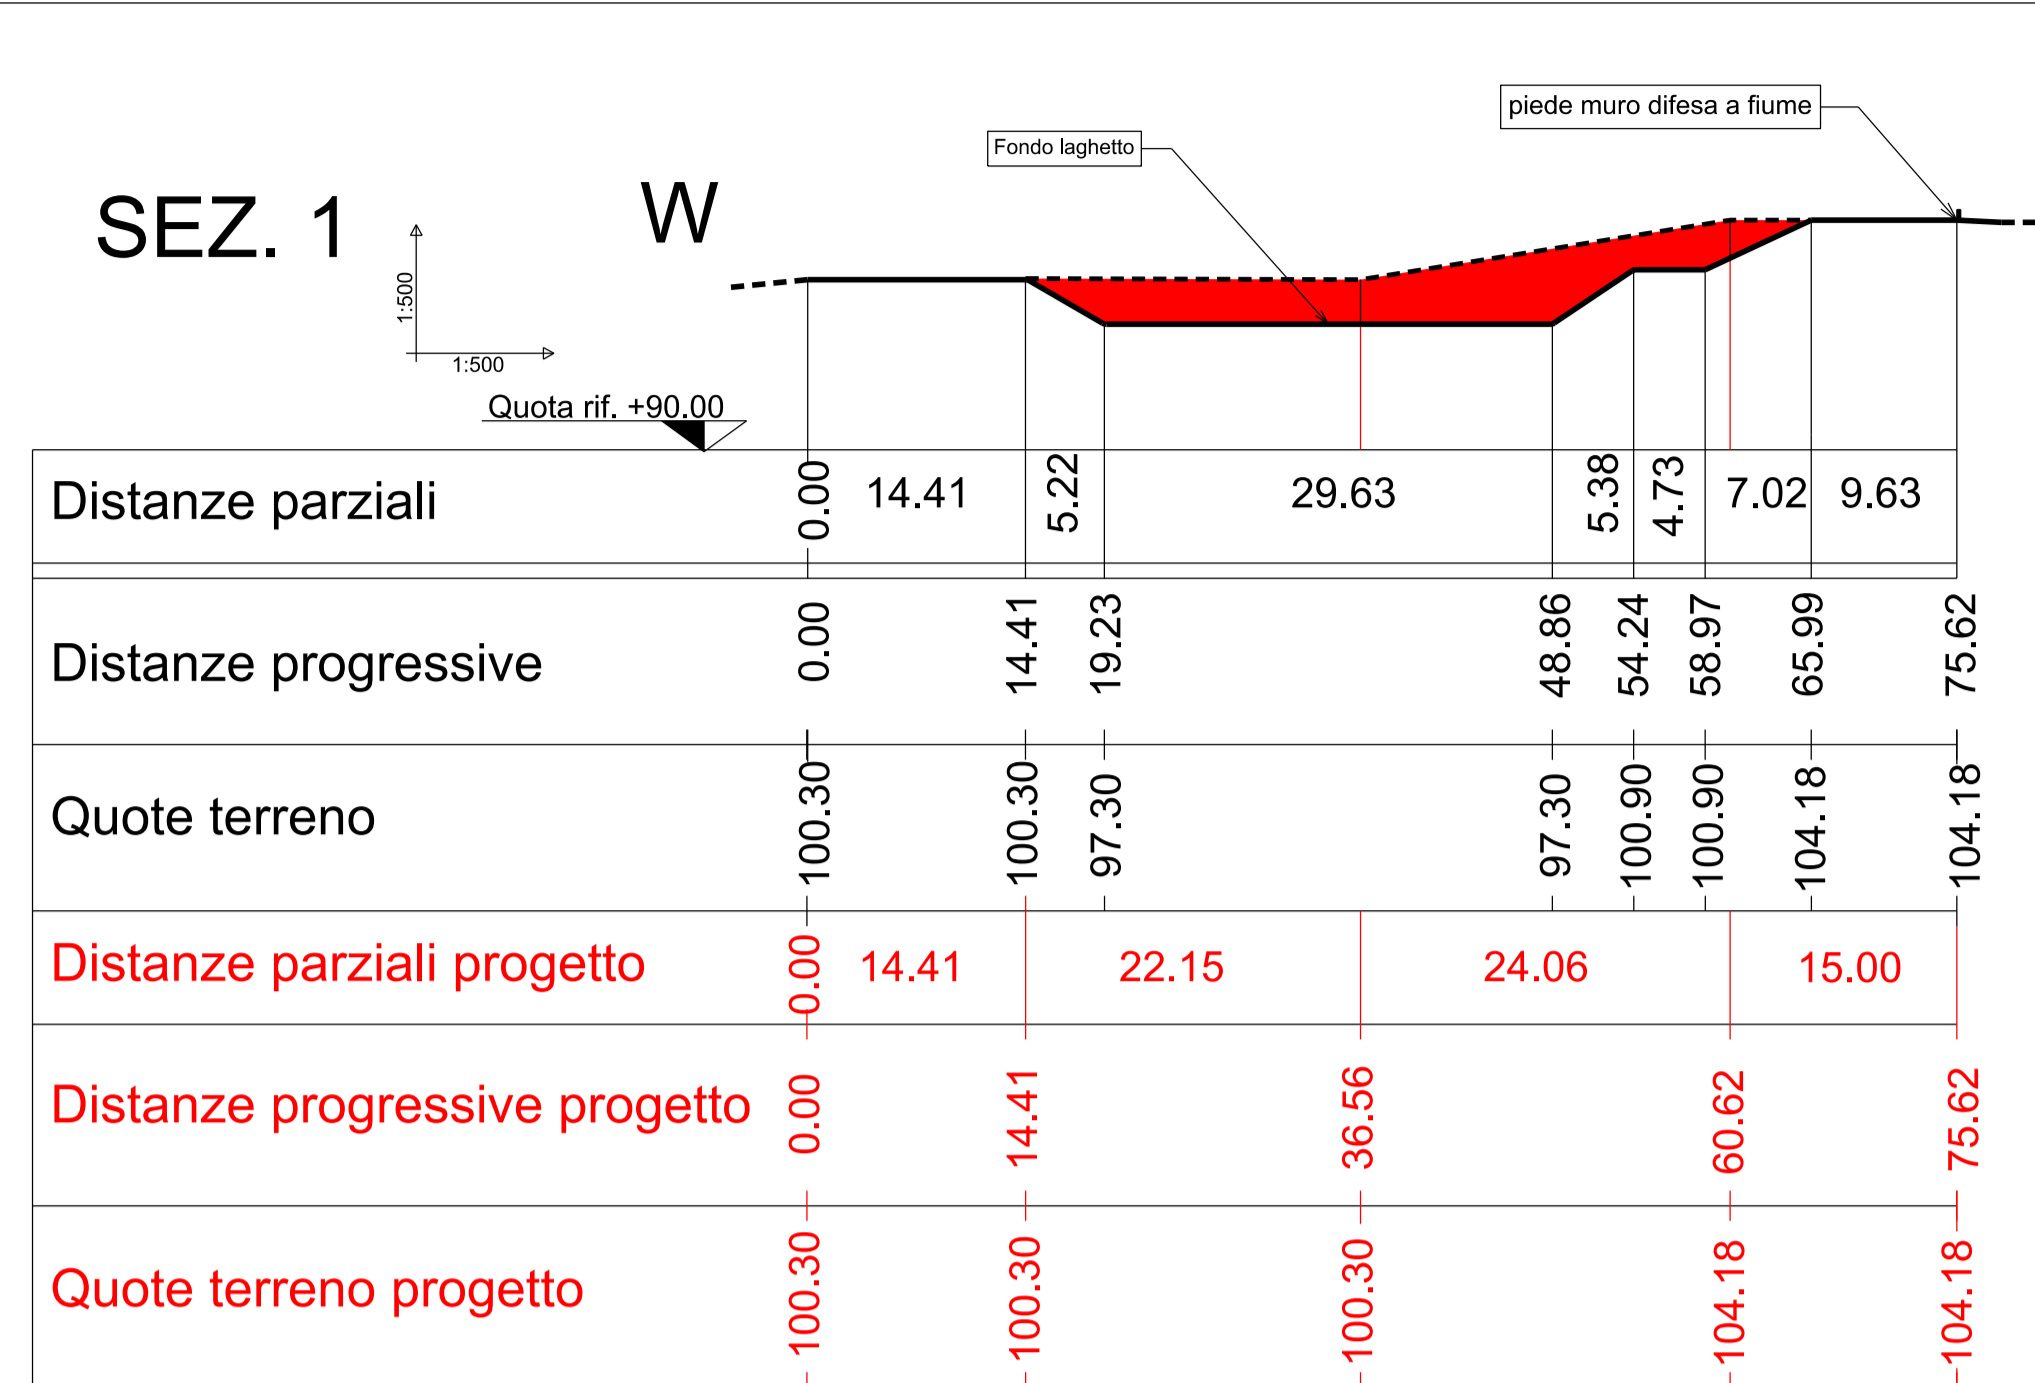 piede muro difesa a fiume
Fondo laghetto
SEZ. 1
W
1:500
1:500
Quota rif. +90.00
Distanze parziali 0.00 14.41 5.22 29.63 5.38 4.73 7.02 9.63
Distanze progressive 0.00 14.41 19.23 48.86 54.24 58.97 65.99 75.62
Quote terreno 100.30 100.30 97.30 97.30 100.90 100.90 104.18 104.18
Distanze parziali progetto 0.00 14.41 22.15 24.06 15.00
Distanze progressive progetto 0.00 14.41 36.56 60.62 75.62
Quote terreno progetto 100.30 100.30 100.30 104.18 104.18